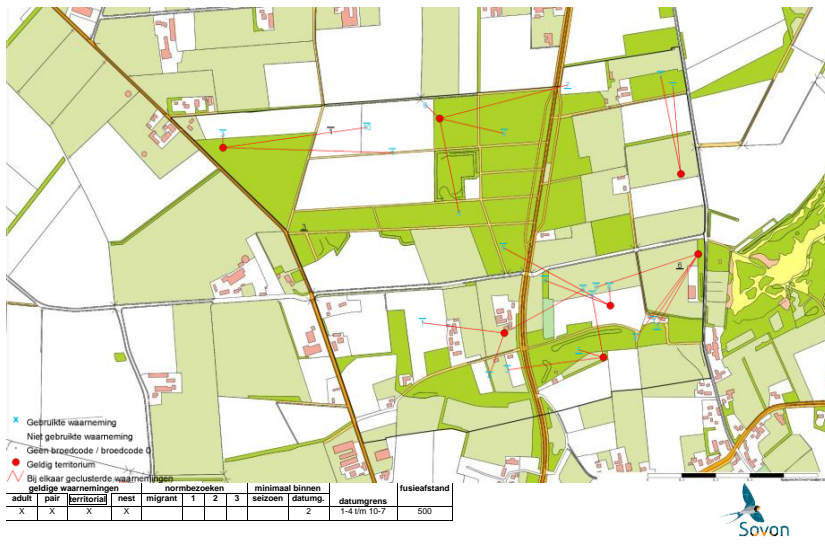 Gebruikte waarneming
Niet gebruikte waarneming
Geen broedcode / broedcode 0
Geldig territorium
Bij elkaar geclusterde waarnemingen
geldige waarnemingen normbezoeken minimaal binnen fusieafstand
adult pair territorial nest migrant 1 2 3 seizoen datumg. datumgrens
X X X X 2 1-4 t/m 10-7 500
Sovon